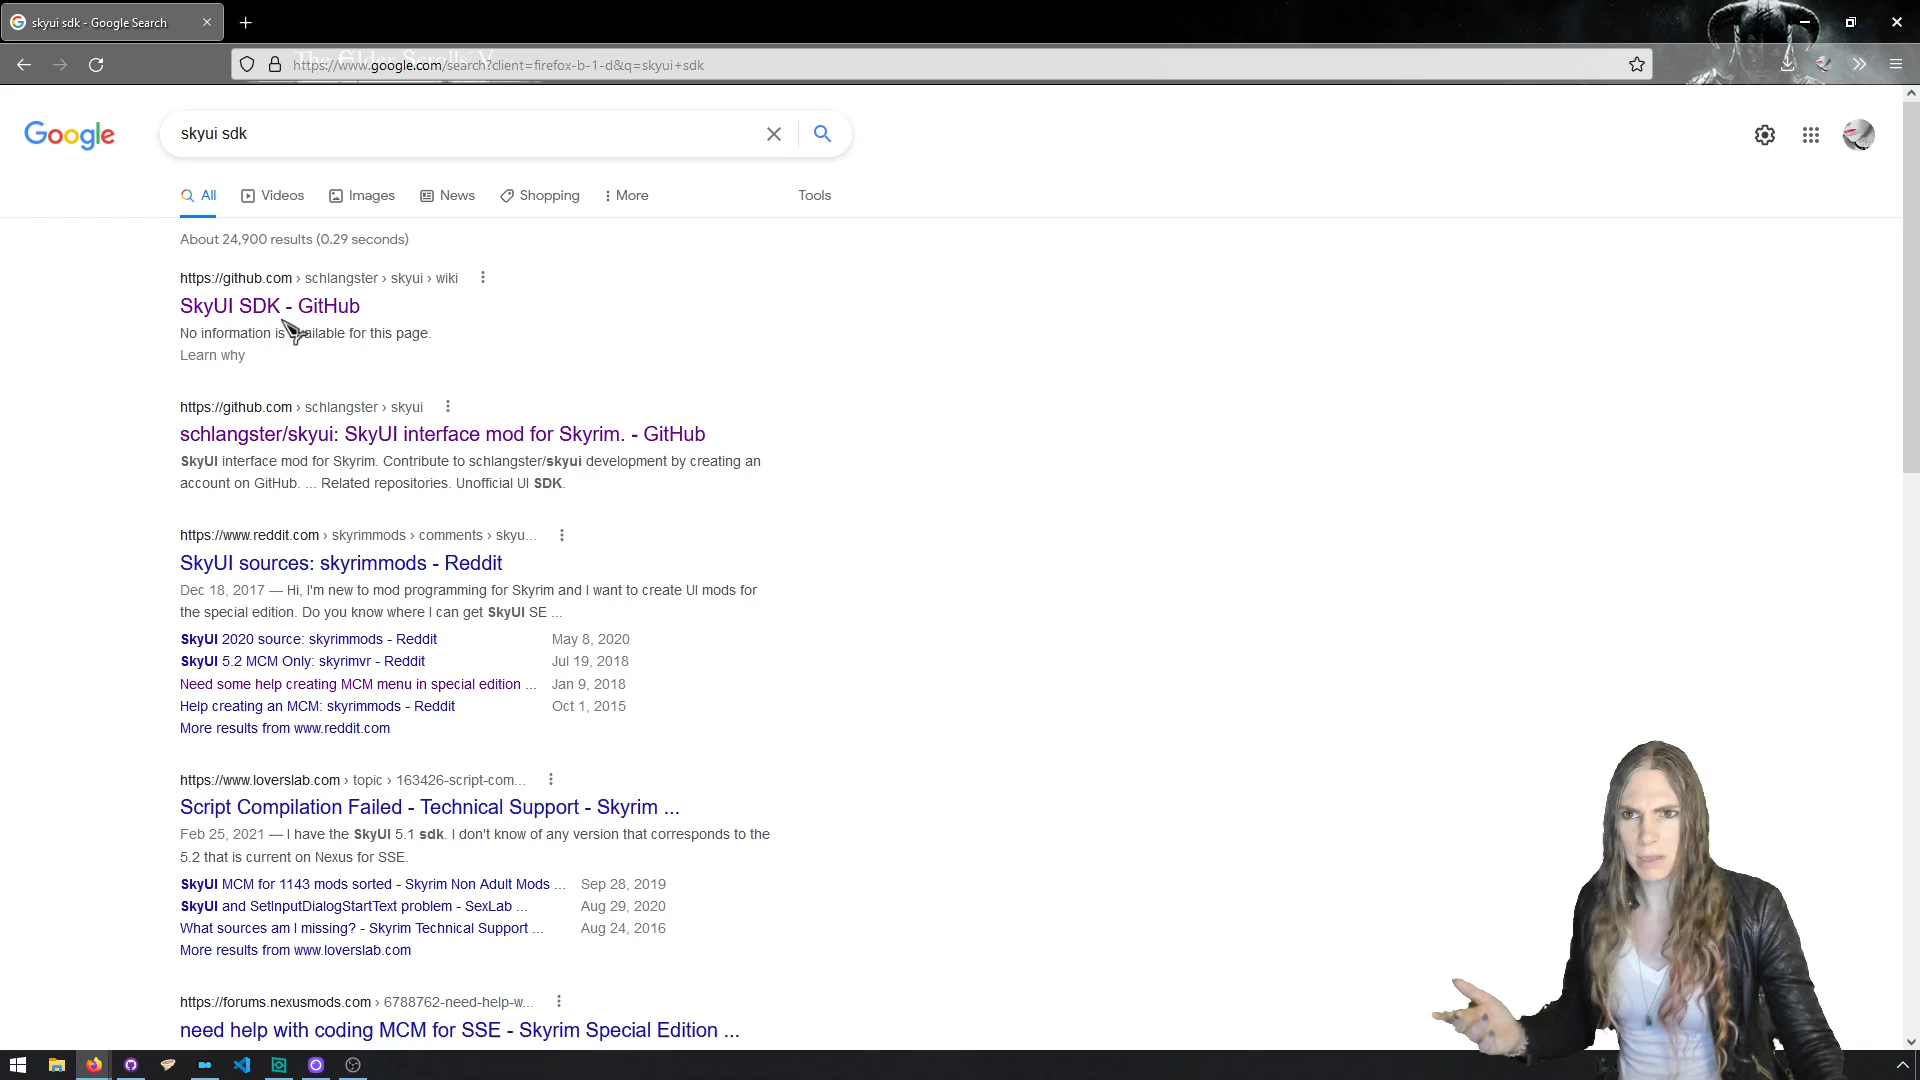 skyui sdk - Google Search
The Elder Scrolls V
https://www.google.com/search?client=firefox-b-1-d&q=skyui+sdk
Google
skyui sdk
All
Videos
Images
News
Shopping
More
Tools
About 24,900 results (0.29 seconds)
https://github.com › schlangster › skyui › wiki
SkyUI SDK - GitHub
No information is available for this page.
Learn why
https://github.com › schlangster › skyui
schlangster/skyui: SkyUI interface mod for Skyrim. - GitHub
SkyUI interface mod for Skyrim. Contribute to schlangster/skyui development by creating an
account on GitHub. ... Related repositories. Unofficial UI SDK.
https://www.reddit.com › skyrimmods › comments › skyu...
SkyUI sources: skyrimmods - Reddit
Dec 18, 2017 — Hi, I'm new to mod programming for Skyrim and I want to create UI mods for
the special edition. Do you know where I can get SkyUI SE ...
SkyUI 2020 source: skyrimmods - Reddit May 8, 2020
SkyUI 5.2 MCM Only: skyrimvr - Reddit Jul 19, 2018
Need some help creating MCM menu in special edition ... Jan 9, 2018
Help creating an MCM: skyrimmods - Reddit Oct 1, 2015
More results from www.reddit.com
https://www.loverslab.com › topic › 163426-script-com...
Script Compilation Failed - Technical Support - Skyrim ...
Feb 25, 2021 — I have the SkyUI 5.1 sdk. I don't know of any version that corresponds to the
5.2 that is current on Nexus for SSE.
SkyUI MCM for 1143 mods sorted - Skyrim Non Adult Mods ... Sep 28, 2019
SkyUI and SetInputDialogStartText problem - SexLab ... Aug 29, 2020
What sources am I missing? - Skyrim Technical Support ... Aug 24, 2016
More results from www.loverslab.com
https://forums.nexusmods.com › 6788762-need-help-w...
need help with coding MCM for SSE - Skyrim Special Edition ...